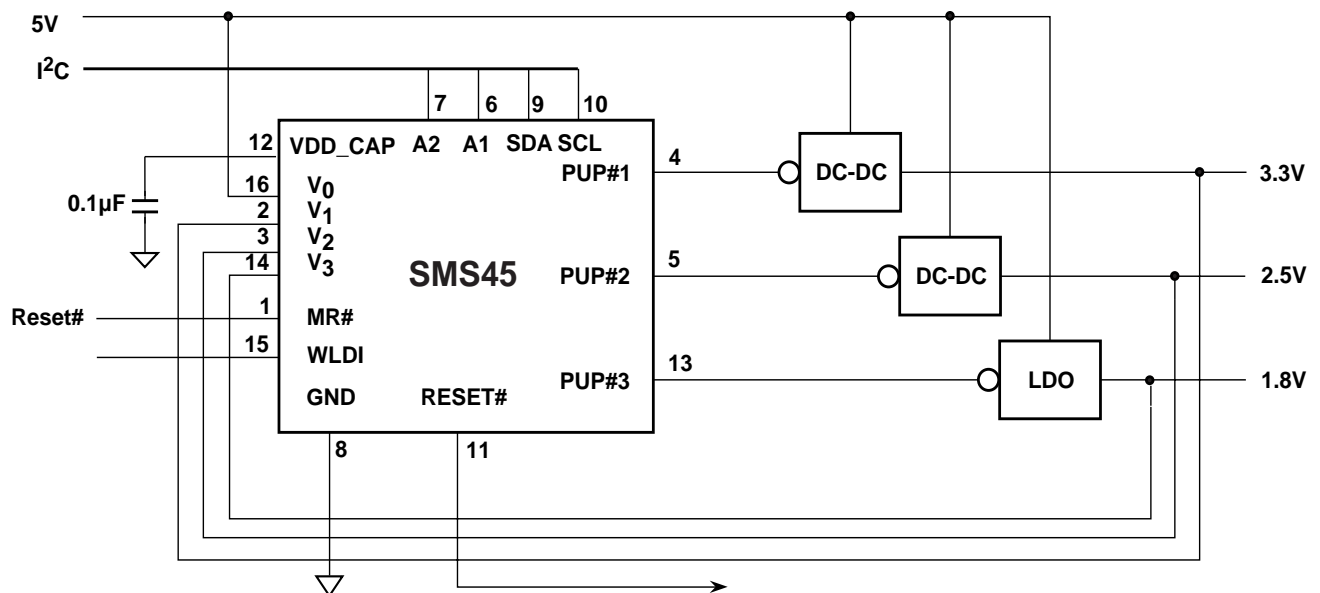 5V
I²C
7 6 9 10
12 VDD_CAP A2 A1 SDA SCL
PUP#1 4 DC-DC 3.3V
0.1µF
16 V0
2 V1
3 V2
14 V3
SMS45
PUP#2 5 DC-DC 2.5V
Reset# 1 MR#
15 WLDI
PUP#3 13 LDO 1.8V
GND RESET#
8 11